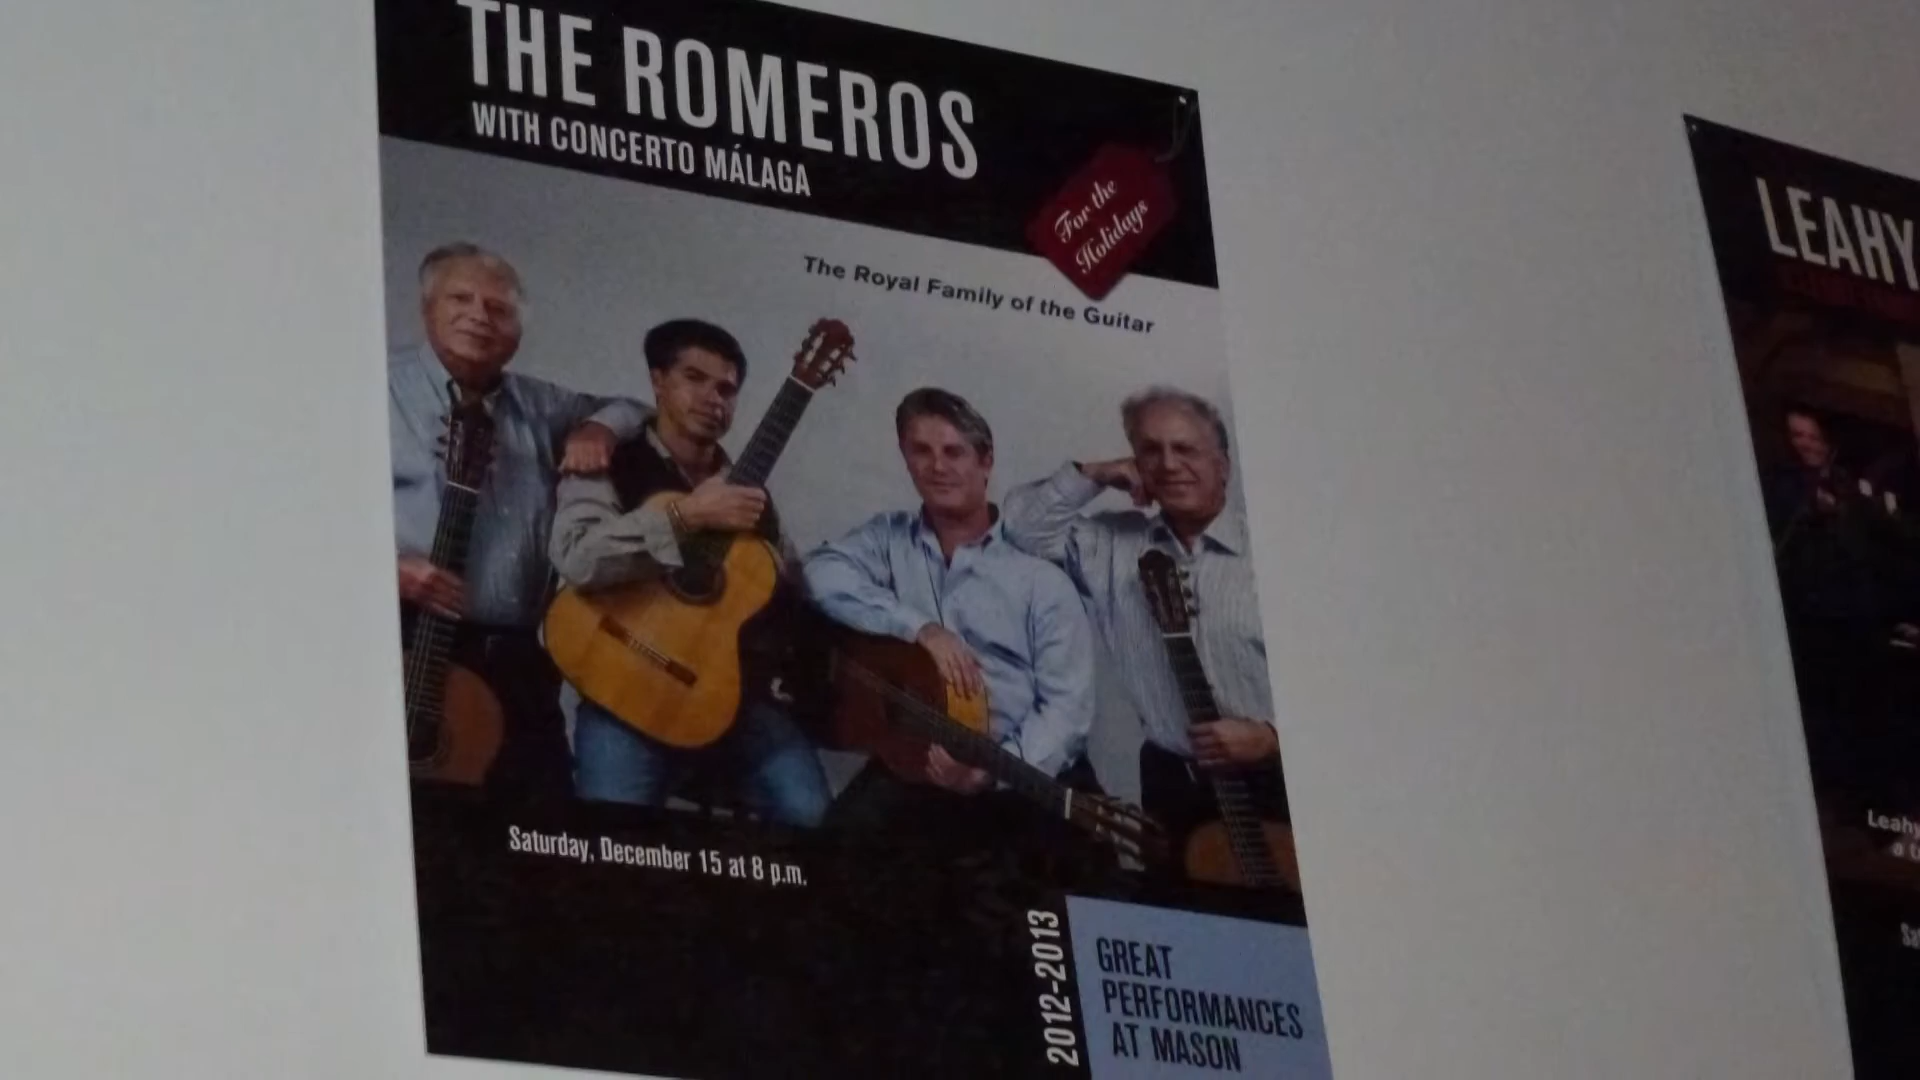 THE ROMEROS
WITH CONCERTO MÁLAGA
For the
Holidays
The Royal Family of the Guitar
Saturday, December 15 at 8 p.m.
2012-2013
GREAT
PERFORMANCES
AT MASON
LEAHY
Leahy
a